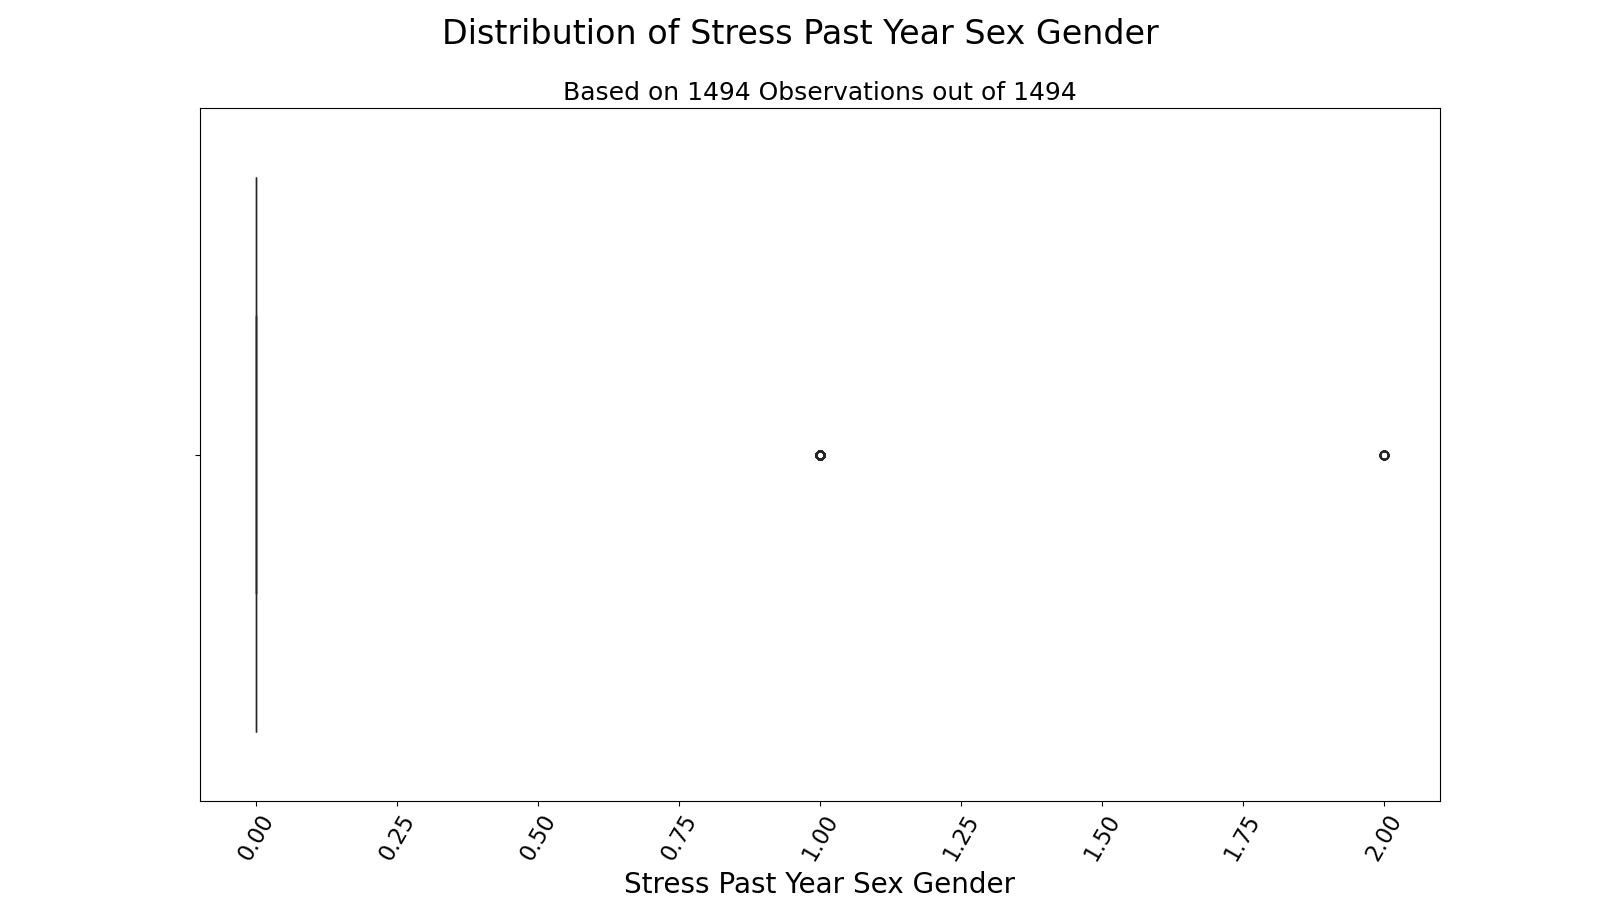 Distribution of Stress Past Year Sex Gender
Based on 1494 Observations out of 1494
0.00 0.25 0.50 0.75 1.00 1.25 1.50 1.75 2.00
Stress Past Year Sex Gender